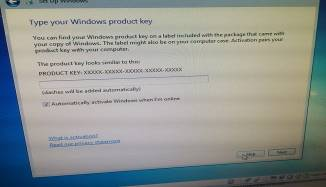 Set Up Windows
Type your Windows product key
You can find your Windows product key on a label included with the package that came with
your copy of Windows. The label might also be on your computer case. Activation pairs your
product key with your computer.
The product key looks similar to this:
PRODUCT KEY: XXXXX-XXXXX-XXXXX-XXXXX-XXXXX
(dashes will be added automatically)
Automatically activate Windows when I'm online
What is activation?
Read our privacy statement
Skip Next